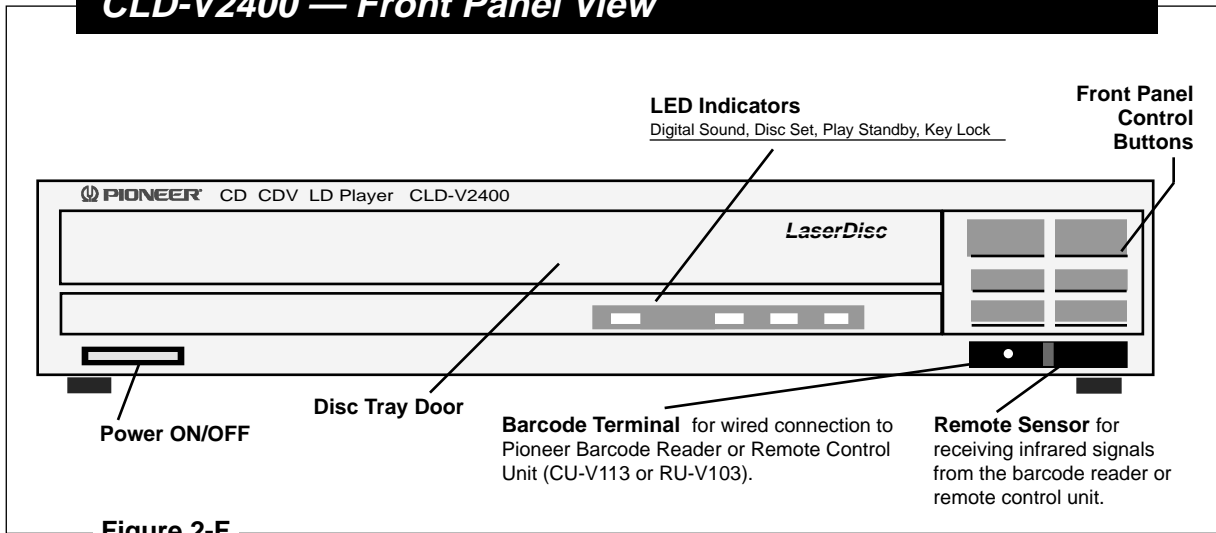 CLD-V2400 — Front Panel View
LED Indicators
Digital Sound, Disc Set, Play Standby, Key Lock
Front Panel
Control
Buttons
PIONEER CD CDV LD Player CLD-V2400
LaserDisc
Power ON/OFF
Disc Tray Door
Barcode Terminal for wired connection to
Pioneer Barcode Reader or Remote Control
Unit (CU-V113 or RU-V103).
Remote Sensor for
receiving infrared signals
from the barcode reader or
remote control unit.
Figure 2-E